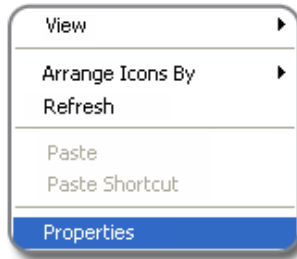 View
Arrange Icons By
Refresh
Paste
Paste Shortcut
Properties